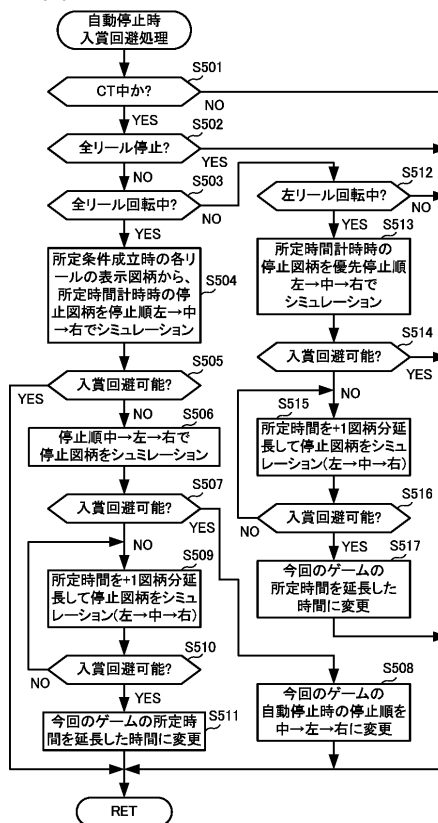 自動停止時
入賞回避処理
S501
CT中か?
NO
YES
S502
全リール停止?
YES
NO
S503
全リール回転中?
NO
YES
S504
所定条件成立時の各リ
ールの表示図柄から、
所定時間計時時の停
止図柄を停止順左→中
→右でシミュレーション
S505
入賞回避可能?
YES
NO
S506
停止順中→左→右で
停止図柄をシュミレーション
S507
入賞回避可能?
YES
NO
S509
所定時間を+1図柄分延
長して停止図柄をシミュ
レーション(左→中→右)
S510
入賞回避可能?
NO
YES
S511
今回のゲームの所定時
間を延長した時間に変更
S512
左リール回転中?
NO
YES
S513
所定時間計時時の
停止図柄を優先停止順
左→中→右で
シミュレーション
S514
入賞回避可能?
YES
NO
S515
所定時間を+1図柄分延
長して停止図柄をシミュ
レーション(左→中→右)
S516
入賞回避可能?
NO
YES
S517
今回のゲームの
所定時間を延長した
時間に変更
S508
今回のゲームの
自動停止時の停止順を
中→左→右に変更
RET